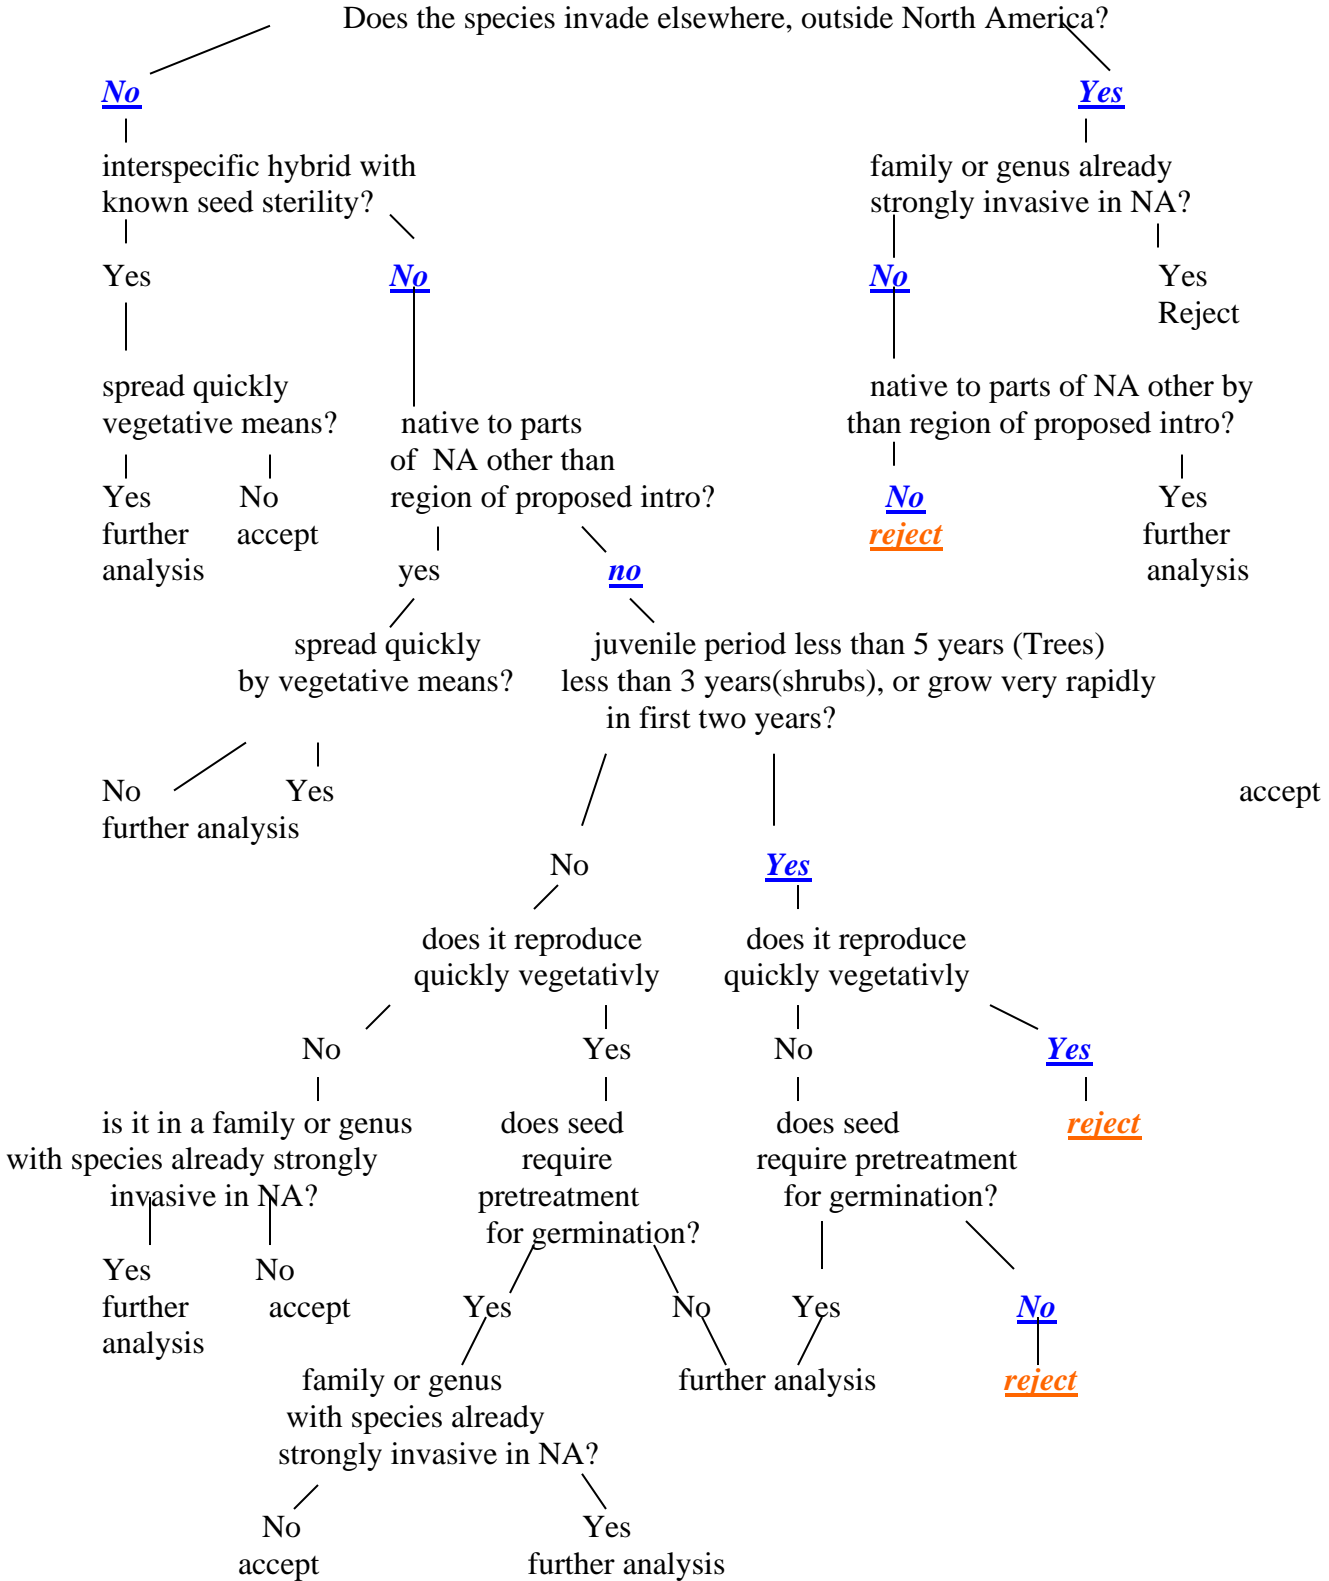 Does the species invade elsewhere, outside North America?
No
Yes
interspecific hybrid with
known seed sterility?
family or genus already
strongly invasive in NA?
Yes
No
No
Yes
Reject
spread quickly
vegetative means?
native to parts
of NA other than
region of proposed intro?
native to parts of NA other by
than region of proposed intro?
Yes
further
analysis
No
accept
No
reject
Yes
further
analysis
yes
no
spread quickly
by vegetative means?
juvenile period less than 5 years (Trees)
less than 3 years(shrubs), or grow very rapidly
in first two years?
No
Yes
accept
further analysis
No
Yes
does it reproduce
quickly vegetativly
does it reproduce
quickly vegetativly
No
Yes
No
Yes
is it in a family or genus
with species already strongly
invasive in NA?
does seed
require
pretreatment
for germination?
does seed
require pretreatment
for germination?
reject
Yes
further
analysis
No
accept
Yes
No
Yes
No
family or genus
with species already
strongly invasive in NA?
further analysis
reject
No
accept
Yes
further analysis